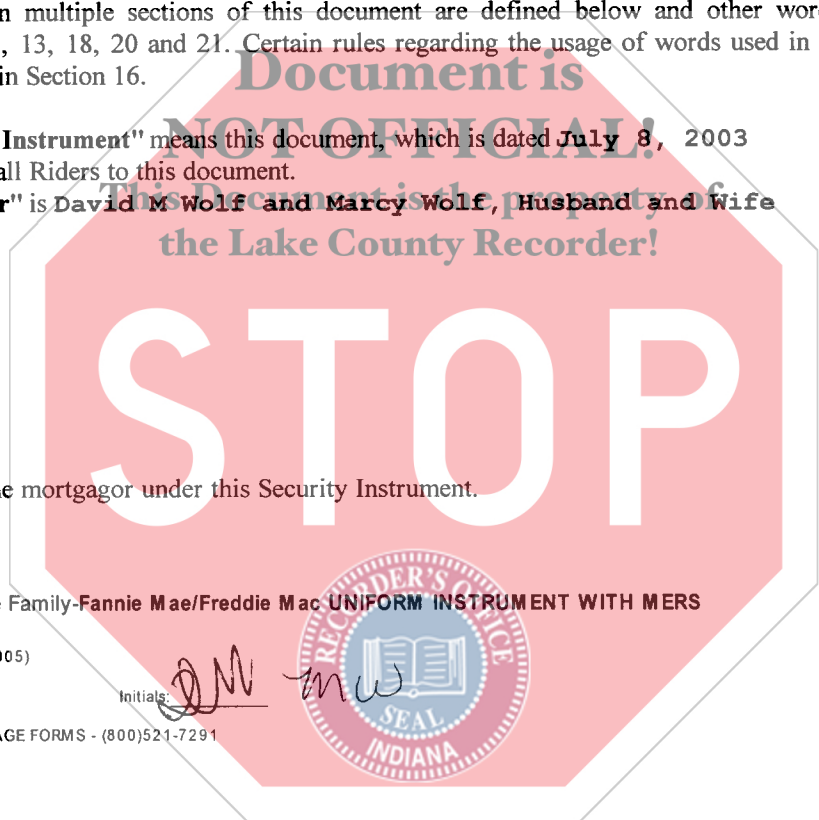 n multiple sections of this document are defined below and other wor
, 13, 18, 20 and 21. Certain rules regarding the usage of words used in
in Section 16.
Document is
NOT OFFICIAL!
Instrument" means this document, which is dated July 8, 2003
all Riders to this document.
This Document is the property of
r" is David M Wolf and Marcy Wolf, Husband and Wife
the Lake County Recorder!
STOP
e mortgagor under this Security Instrument.
e Family-Fannie Mae/Freddie Mac UNIFORM INSTRUMENT WITH MERS
005)
Initials: MW
AGE FORMS - (800)521-7291
RECORDER'S OFFICE
SEAL
INDIANA